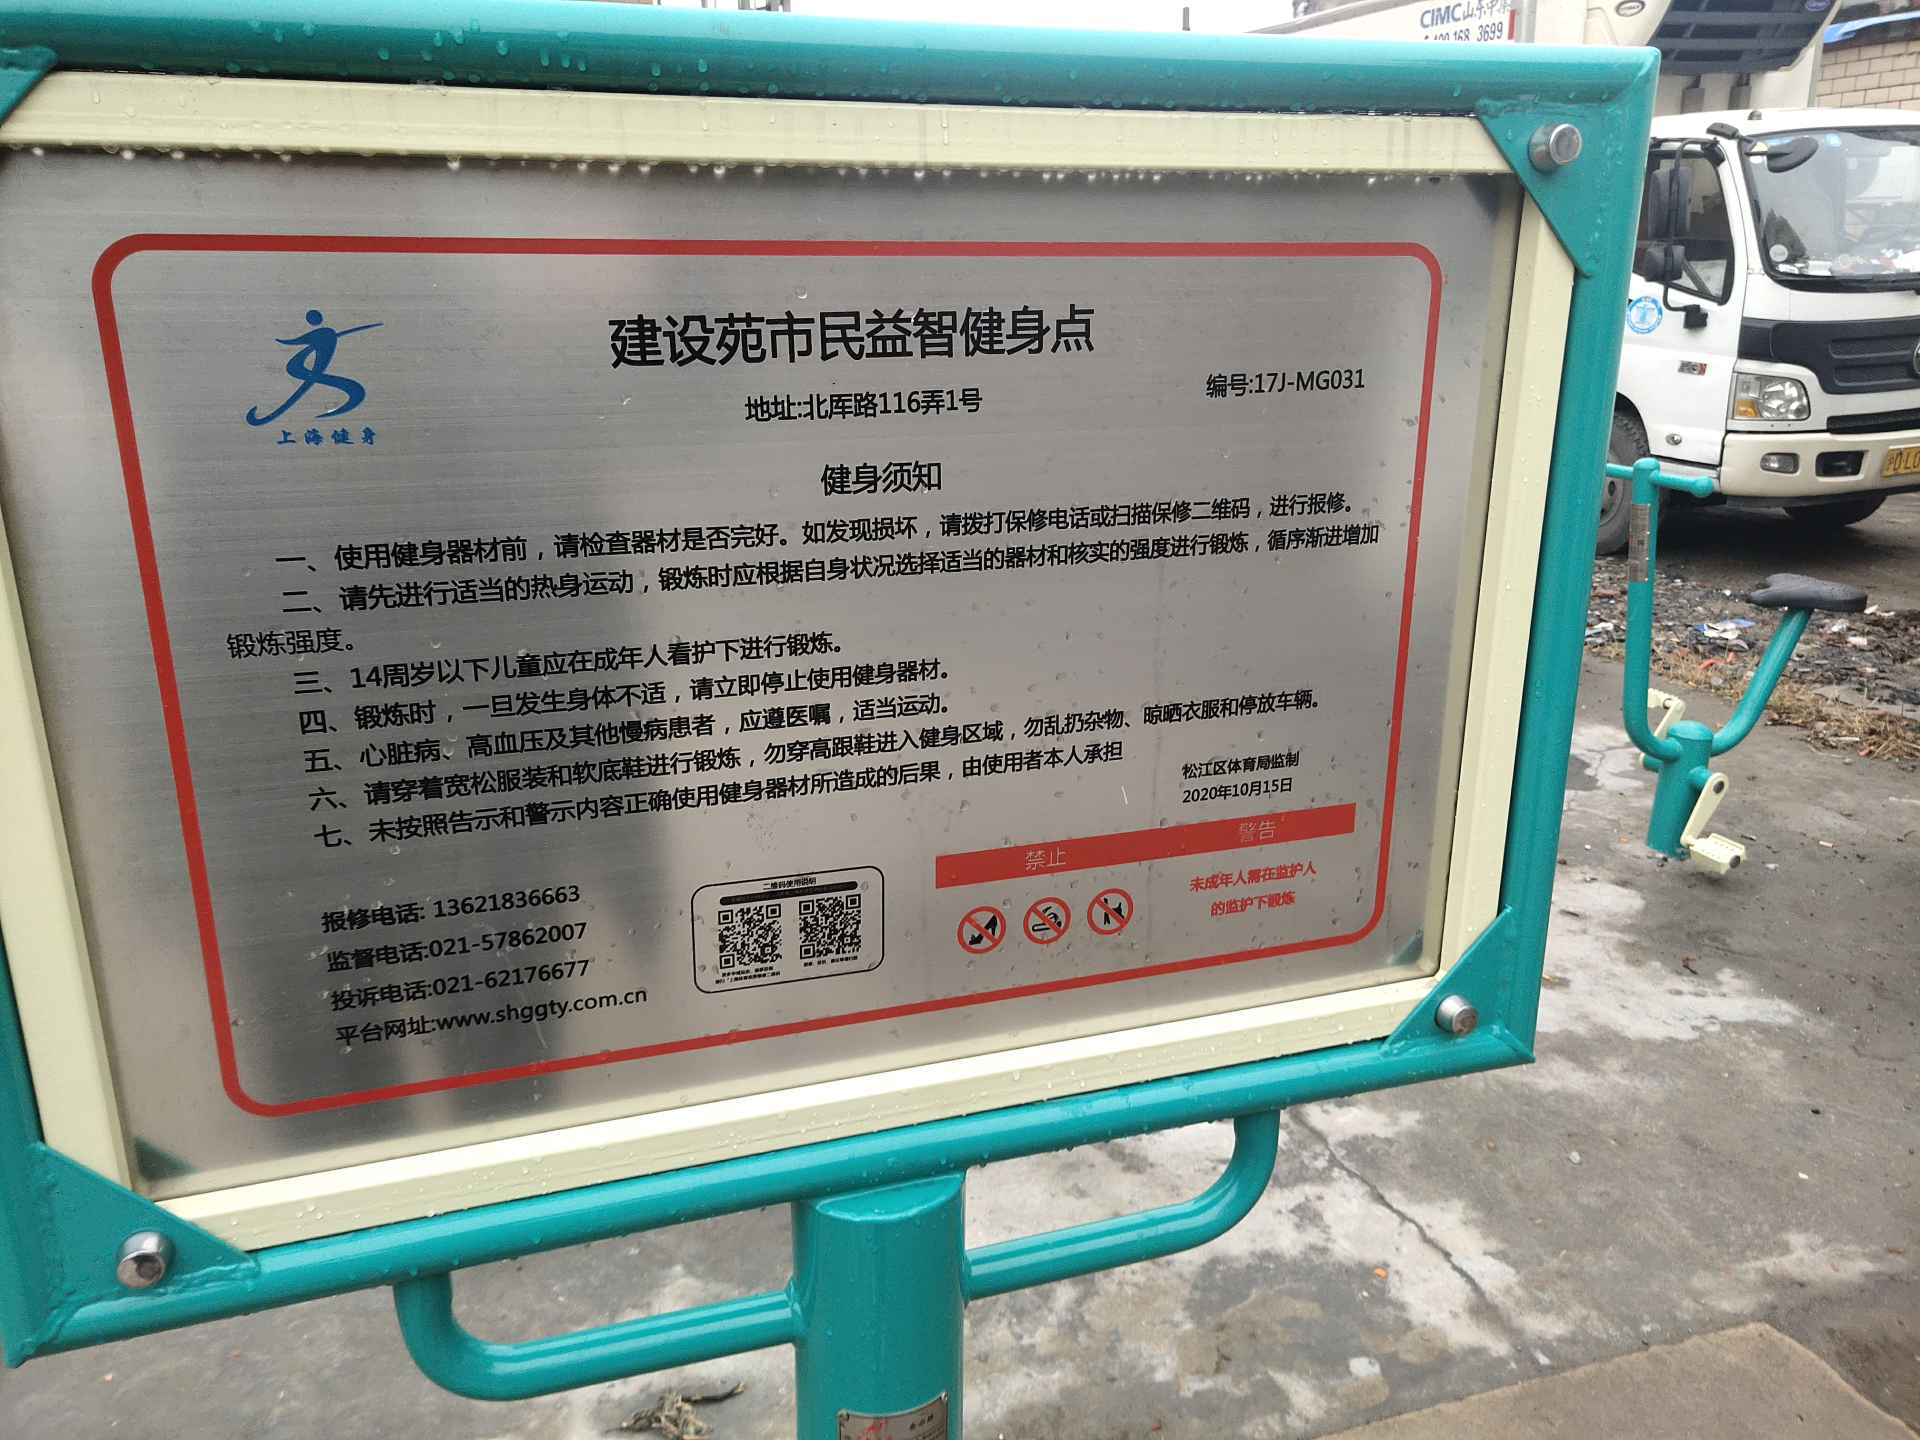 CIMC山东中集
168 3699
建设苑市民益智健身点
地址:北厍路116弄1号
编号:17J-MG031
上海健身
健身须知
一、使用健身器材前，请检查器材是否完好。如发现损坏，请拨打保修电话或扫描保修二维码，进行报修。
二、请先进行适当的热身运动，锻炼时应根据自身状况选择适当的器材和核实的强度进行锻炼，循序渐进增加
锻炼强度。
三、14周岁以下儿童应在成年人看护下进行锻炼。
四、锻炼时，一旦发生身体不适，请立即停止使用健身器材。
五、心脏病、高血压及其他慢病患者，应遵医嘱，适当运动。
六、请穿着宽松服装和软底鞋进行锻炼，勿穿高跟鞋进入健身区域，勿乱扔杂物、晾晒衣服和停放车辆。
七、未按照告示和警示内容正确使用健身器材所造成的后果，由使用者本人承担
松江区体育局监制
2020年10月15日
报修电话: 13621836663
监督电话:021-57862007
投诉电话:021-62176677
平台网址:www.shggty.com.cn
二维码使用说明
禁止
警告
未成年人需在监护人
的监护下锻炼